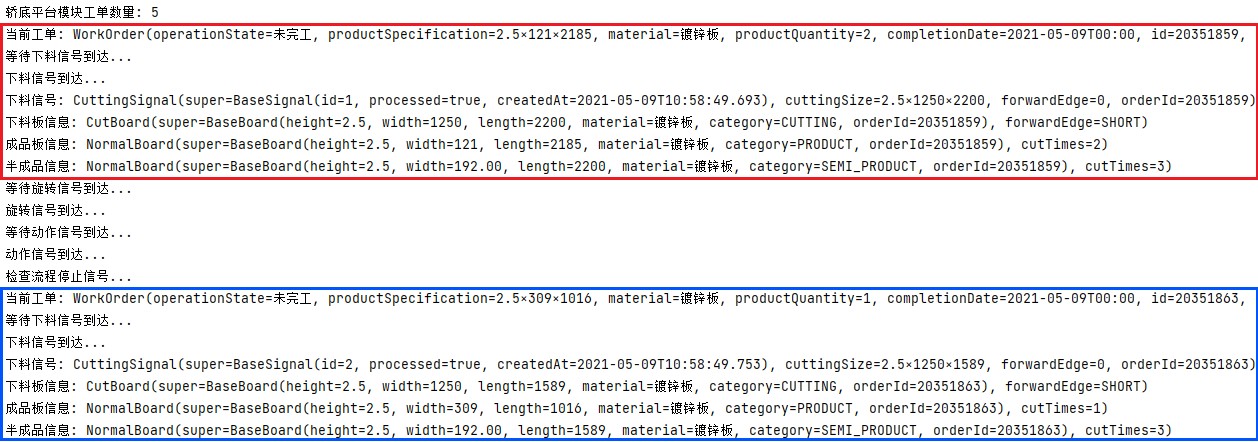 轿底平台模块工单数量: 5
当前工单: WorkOrder(operationState=未完工, productSpecification=2.5×121×2185, material=镀锌板, productQuantity=2, completionDate=2021-05-09T00:00, id=20351859,
等待下料信号到达...
下料信号到达...
下料信号: CuttingSignal(super=BaseSignal(id=1, processed=true, createdAt=2021-05-09T10:58:49.693), cuttingSize=2.5×1250×2200, forwardEdge=0, orderId=20351859)
下料板信息: CutBoard(super=BaseBoard(height=2.5, width=1250, length=2200, material=镀锌板, category=CUTTING, orderId=20351859), forwardEdge=SHORT)
成品板信息: NormalBoard(super=BaseBoard(height=2.5, width=121, length=2185, material=镀锌板, category=PRODUCT, orderId=20351859), cutTimes=2)
半成品信息: NormalBoard(super=BaseBoard(height=2.5, width=192.00, length=2200, material=镀锌板, category=SEMI_PRODUCT, orderId=20351859), cutTimes=3)
等待旋转信号到达...
旋转信号到达...
等待动作信号到达...
动作信号到达...
检查流程停止信号...
当前工单: WorkOrder(operationState=未完工, productSpecification=2.5×309×1016, material=镀锌板, productQuantity=1, completionDate=2021-05-09T00:00, id=20351863,
等待下料信号到达...
下料信号到达...
下料信号: CuttingSignal(super=BaseSignal(id=2, processed=true, createdAt=2021-05-09T10:58:49.753), cuttingSize=2.5×1250×1589, forwardEdge=0, orderId=20351863)
下料板信息: CutBoard(super=BaseBoard(height=2.5, width=1250, length=1589, material=镀锌板, category=CUTTING, orderId=20351863), forwardEdge=SHORT)
成品板信息: NormalBoard(super=BaseBoard(height=2.5, width=309, length=1016, material=镀锌板, category=PRODUCT, orderId=20351863), cutTimes=1)
半成品信息: NormalBoard(super=BaseBoard(height=2.5, width=192.00, length=1589, material=镀锌板, category=SEMI_PRODUCT, orderId=20351863), cutTimes=3)